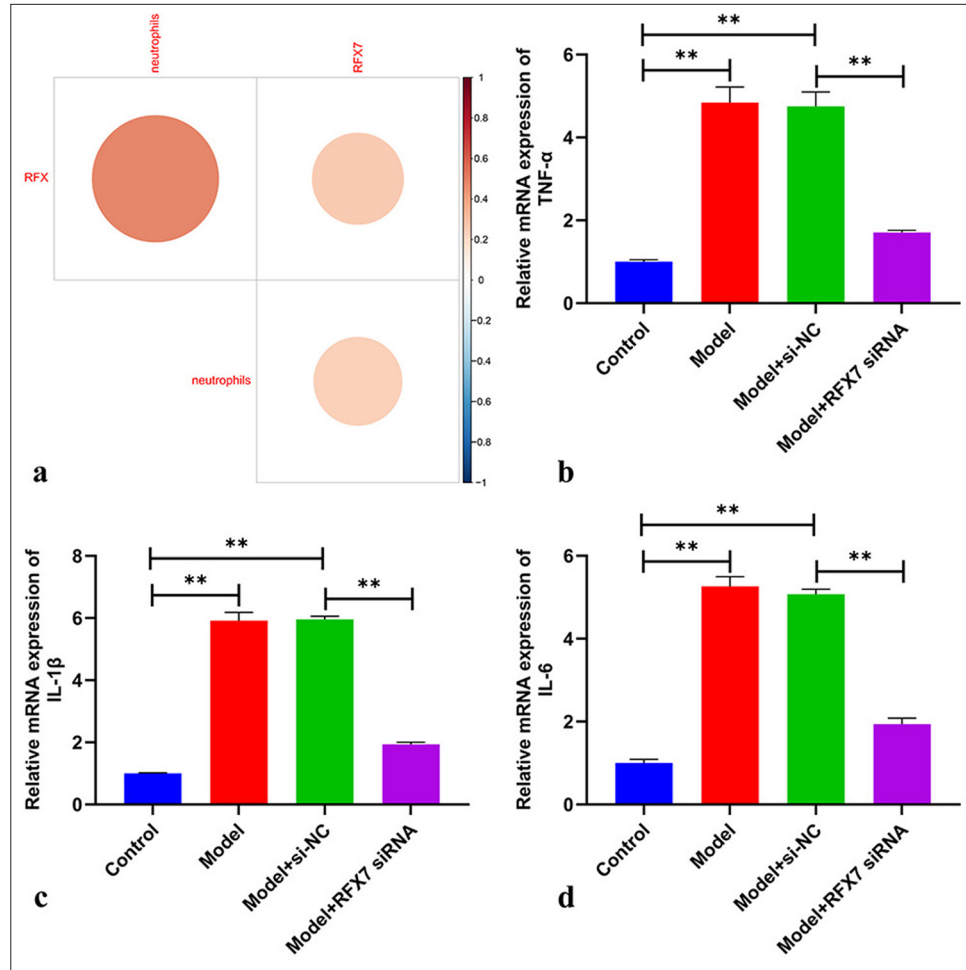 neutrophils
RFX7
RFX
neutrophils
1
0.8
0.6
0.4
0.2
0
−0.2
−0.4
−0.6
−0.8
−1
a
Relative mRNA expression of
TNF-α
6
4
2
0
**
**
**
Control
Model
Model+si-NC
Model+RFX7 siRNA
b
Relative mRNA expression of
IL-1β
8
6
4
2
0
**
**
**
Control
Model
Model+si-NC
Model+RFX7 siRNA
c
Relative mRNA expression of
IL-6
6
4
2
0
**
**
**
Control
Model
Model+si-NC
Model+RFX7 siRNA
d